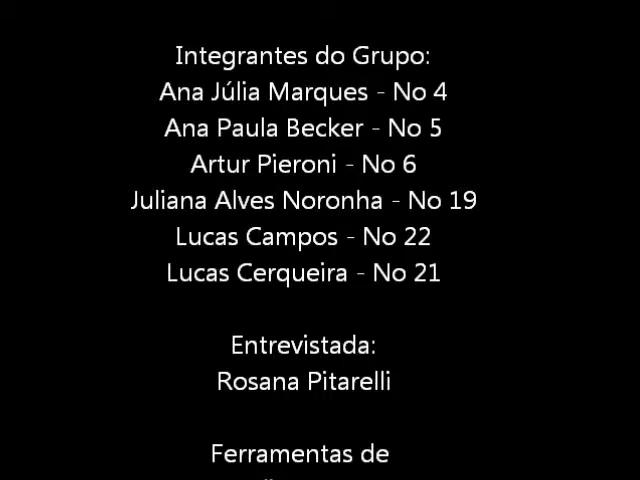 Integrantes do Grupo:
Ana Júlia Marques - No 4
Ana Paula Becker - No 5
Artur Pieroni - No 6
Juliana Alves Noronha - No 19
Lucas Campos - No 22
Lucas Cerqueira - No 21
Entrevistada:
Rosana Pitarelli
Ferramentas de